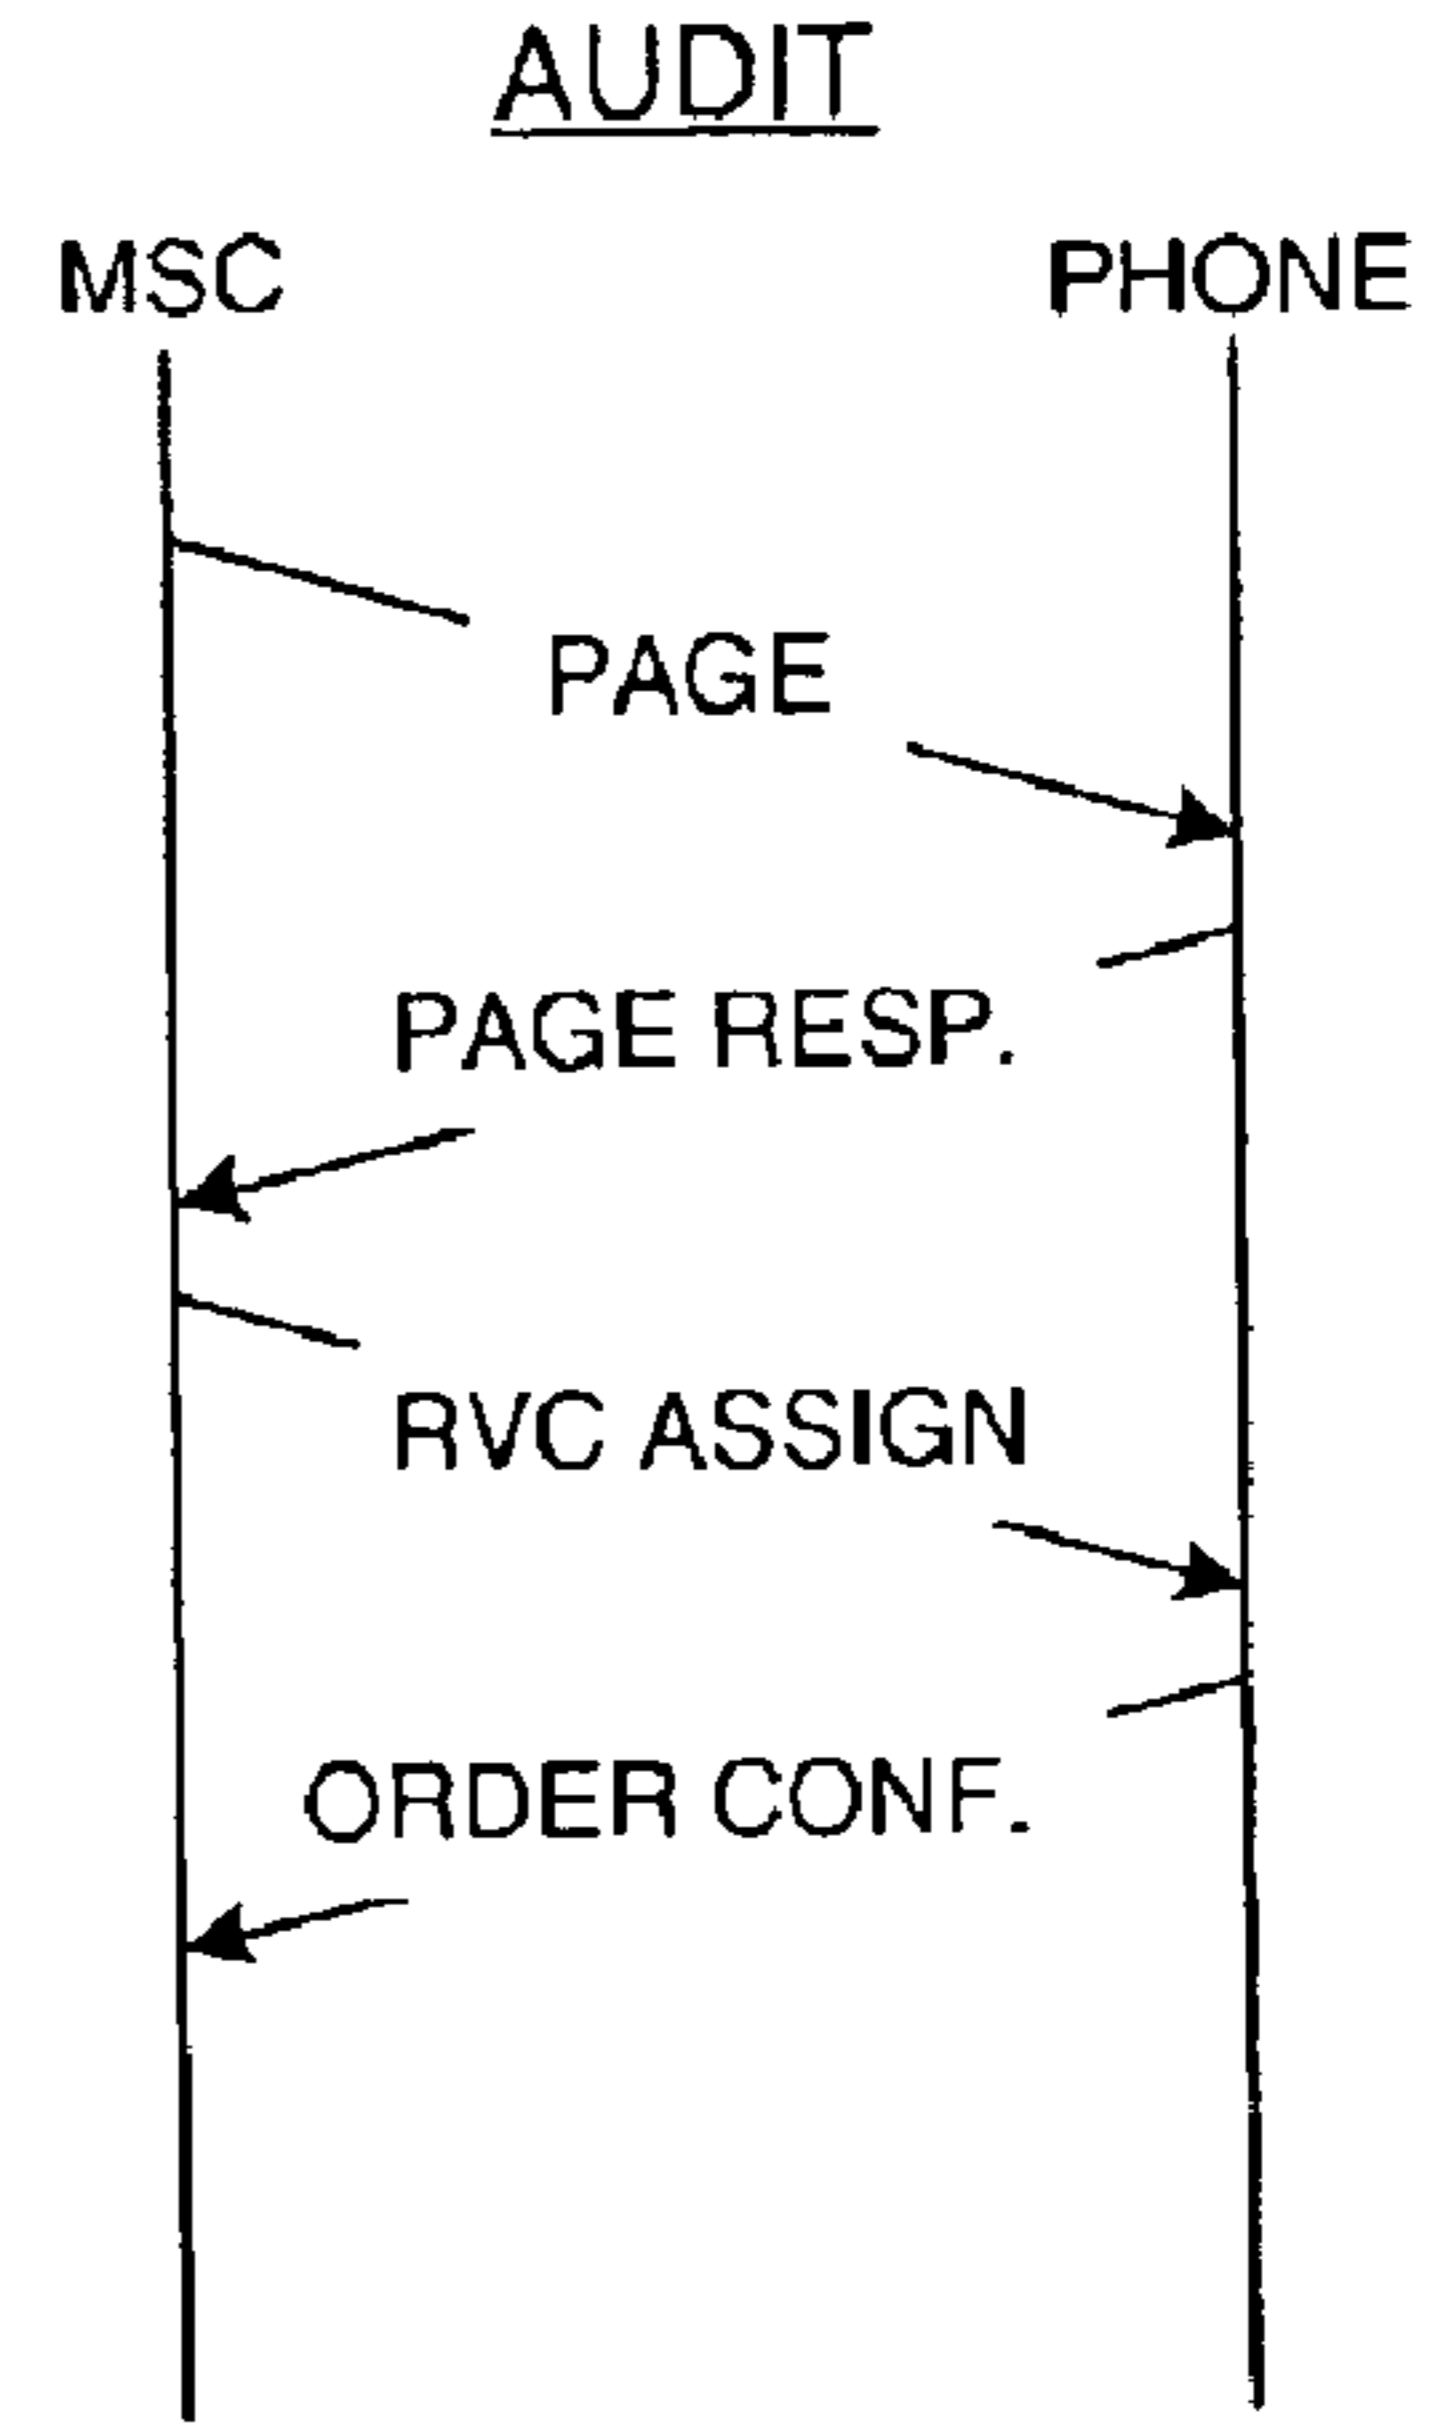 AUDIT
MSC PHONE
PAGE
PAGE RESP.
RVC ASSIGN
ORDER CONF.